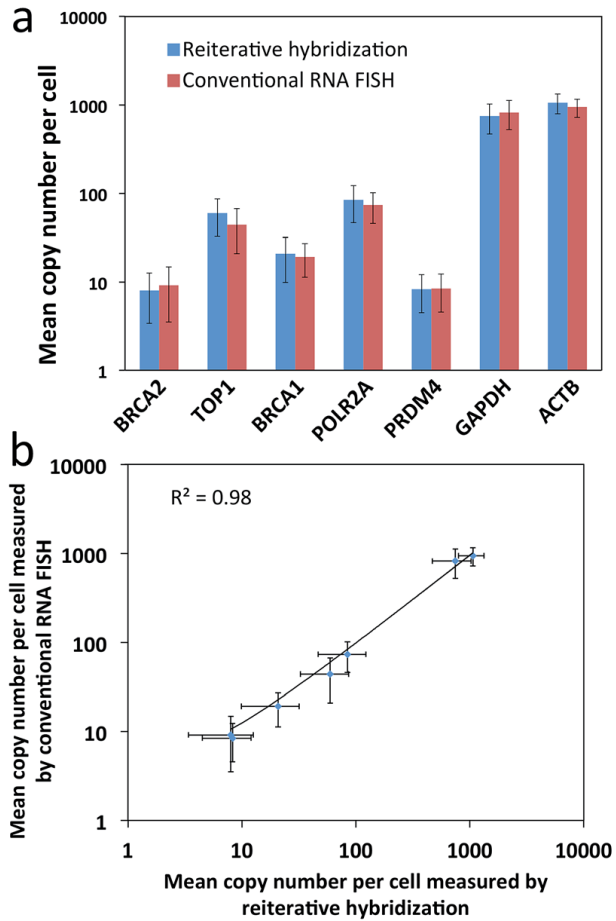 a
10000
1000
100
10
1
Mean copy number per cell
Reiterative hybridization
Conventional RNA FISH
BRCA2
TOP1
BRCA1
POLR2A
PRDM4
GAPDH
ACTB
b
10000
1000
100
10
1
Mean copy number per cell measured
by conventional RNA FISH
R² = 0.98
1
10
100
1000
10000
Mean copy number per cell measured by
reiterative hybridization